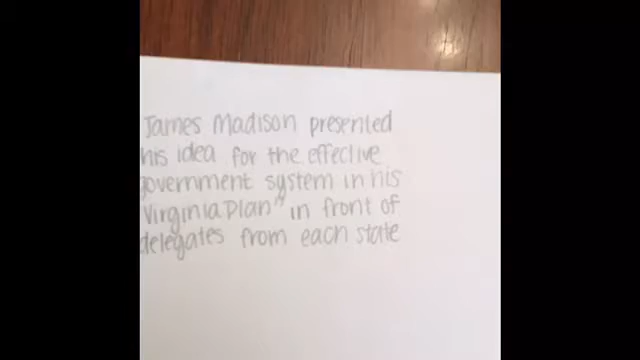 James Madison presented
his idea for the effective
government system in his
Virginia Plan" in front of
delegates from each state